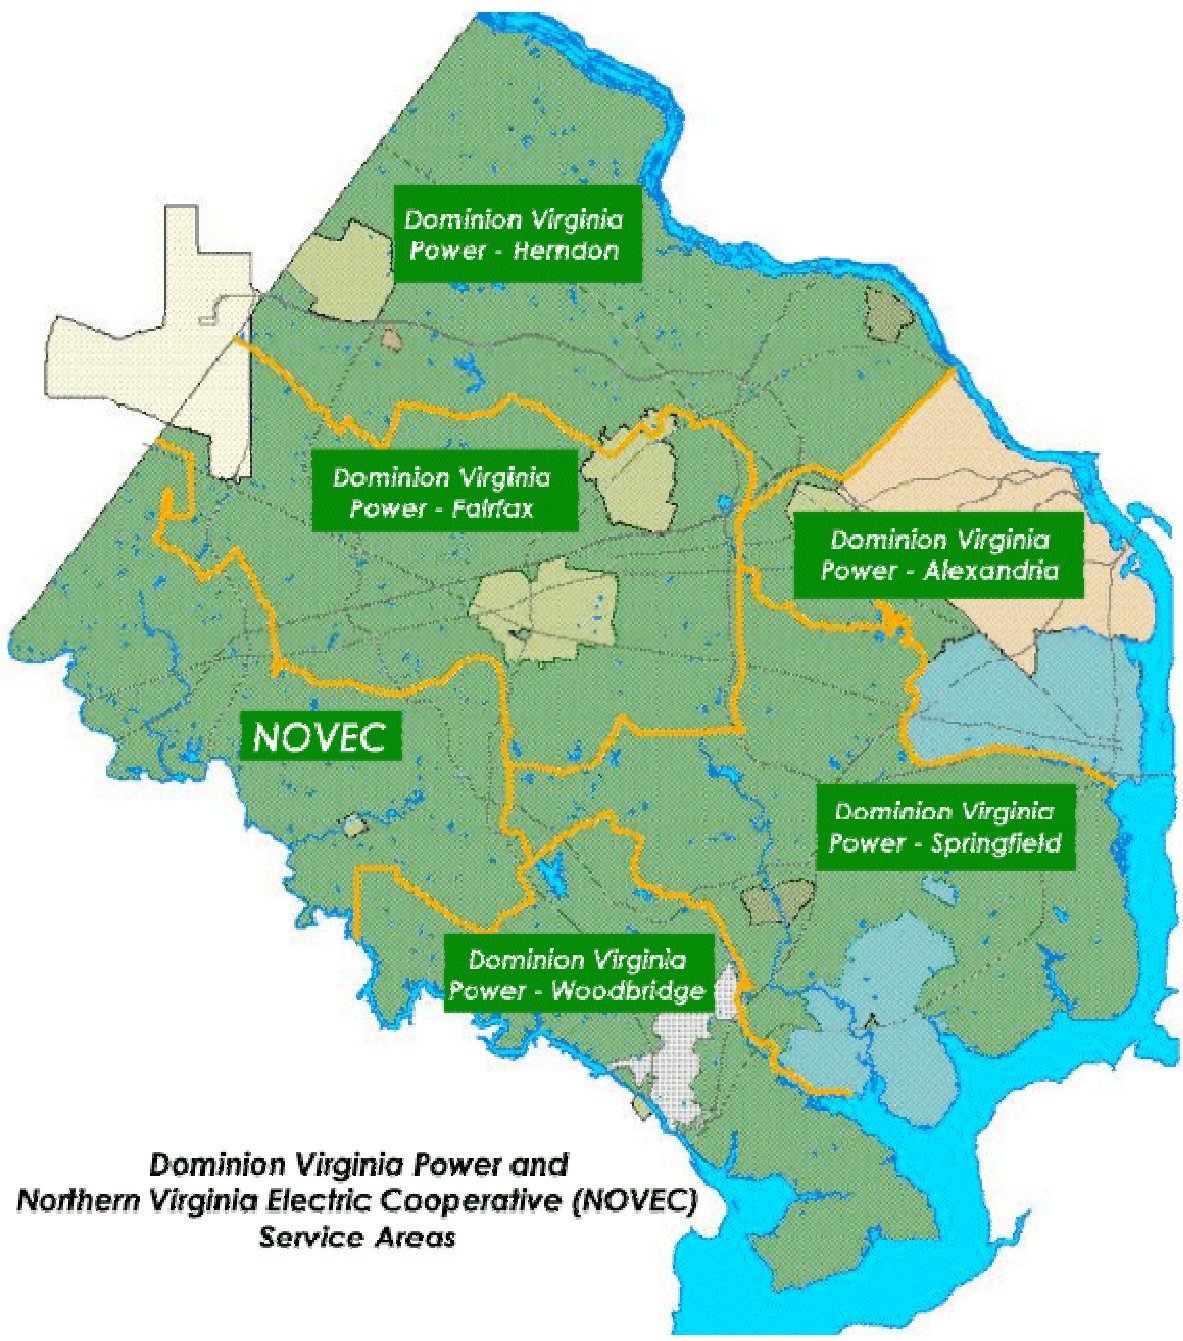 Dominion Virginia
Power - Herndon
Dominion Virginia
Power - Fairfax
Dominion Virginia
Power - Alexandria
NOVEC
Dominion Virginia
Power - Springfield
Dominion Virginia
Power - Woodbridge
Dominion Virginia Power and
Northern Virginia Electric Cooperative (NOVEC)
Service Areas